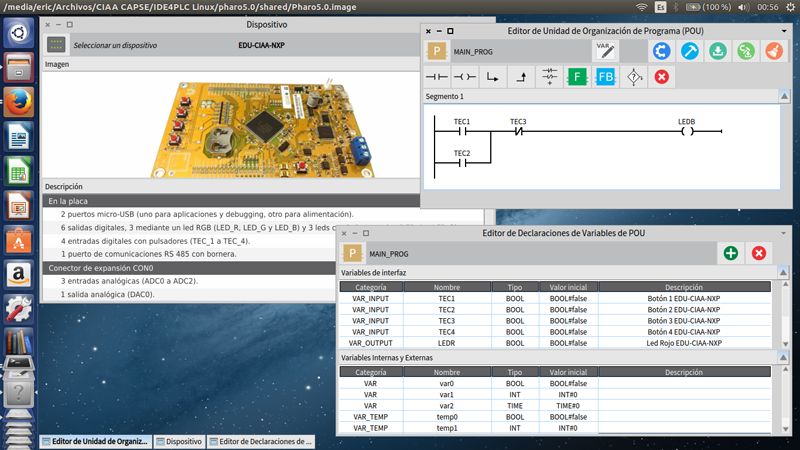 /media/eric/Archivos/CIAA CAPSE/IDE4PLC Linux/pharo5.0/shared/Pharo5.0.image
Es
(100 %)
00:56
Dispositivo
Seleccionar un dispositivo
EDU-CIAA-NXP
Imagen
Descripción
En la placa
2 puertos micro-USB (uno para aplicaciones y debugging, otro para alimentación).
6 salidas digitales, 3 mediante un led RGB (LED_R, LED_G y LED_B) y 3 leds
4 entradas digitales con pulsadores (TEC_1 a TEC_4).
1 puerto de comunicaciones RS 485 con bornera.
Conector de expansión CON0
3 entradas analógicas (ADC0 a ADC2).
1 salida analógica (DAC0).
Editor de Unidad de Organización de Programa (POU)
P
MAIN_PROG
VAR
F
FB
?
Segmento 1
TEC1
TEC3
LEDB
TEC2
Editor de Declaraciones de Variables de POU
P
MAIN_PROG
Variables de interfaz
Categoría Nombre Tipo Valor inicial Descripción
VAR_INPUT TEC1 BOOL BOOL#false Botón 1 EDU-CIAA-NXP
VAR_INPUT TEC2 BOOL BOOL#false Botón 2 EDU-CIAA-NXP
VAR_INPUT TEC3 BOOL BOOL#false Botón 3 EDU-CIAA-NXP
VAR_INPUT TEC4 BOOL BOOL#false Botón 4 EDU-CIAA-NXP
VAR_OUTPUT LEDR BOOL BOOL#false Led Rojo EDU-CIAA-NXP
Variables Internas y Externas
Categoría Nombre Tipo Valor inicial Descripción
VAR var0 BOOL BOOL#false
VAR var1 INT INT#0
VAR var2 TIME TIME#0
VAR_TEMP temp0 BOOL BOOL#false
VAR_TEMP temp1 INT INT#0
Editor de Unidad de Organiz...
Dispositivo
Editor de Declaraciones de ...